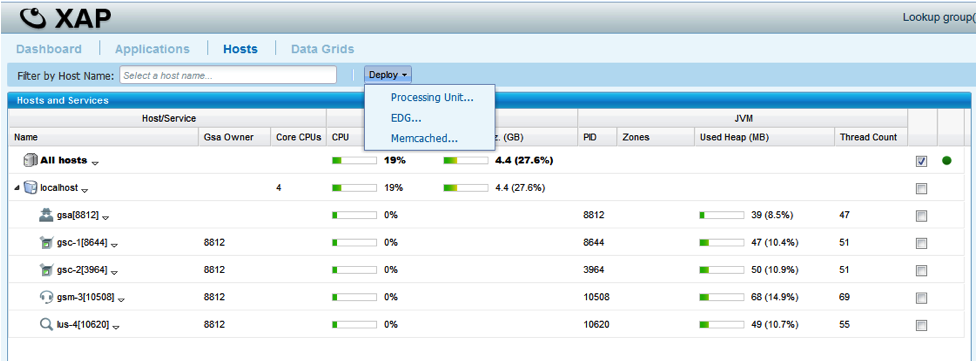 XAP
Lookup group(
Dashboard Applications Hosts Data Grids
Filter by Host Name: Select a host name... Deploy
Processing Unit...
EDG...
Memcached...
Hosts and Services
Host/Service JVM
Name Gsa Owner Core CPUs CPU z. (GB) PID Zones Used Heap (MB) Thread Count
All hosts 19% 4.4 (27.6%)
localhost 4 19% 4.4 (27.6%)
gsa[8812] 0% 8812 39 (8.5%) 47
gsc-1[8644] 8812 0% 8644 47 (10.4%) 51
gsc-2[3964] 8812 0% 3964 50 (10.9%) 51
gsm-3[10508] 8812 0% 10508 68 (14.9%) 69
lus-4[10620] 8812 0% 10620 49 (10.7%) 55